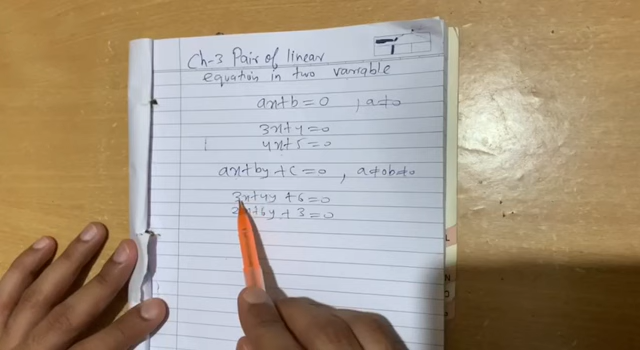 Ch-3 Pair of linear
equation in two variable
ax+b=0 , a≠0
3x+4=0
4x+5=0
ax+by+c=0 , a≠0 b≠0
3x+4y+6=0
2x+6y+3=0
L
N